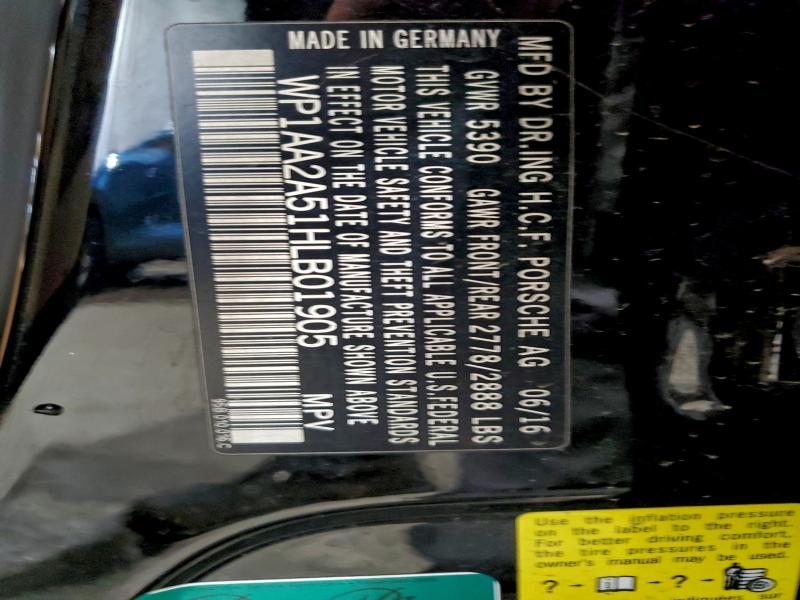 MFD BY DR.ING H.C.F. PORSCHE AG 06/16
GVWR 5390 GAWR FRONT/REAR 2778/2888 LBS
THIS VEHICLE CONFORMS TO ALL APPLICABLE U.S. FEDERAL
MOTOR VEHICLE SAFETY AND THEFT PREVENTION STANDARDS
IN EFFECT ON THE DATE OF MANUFACTURE SHOWN ABOVE
WP1AA2A51HLB01905 MPV
MADE IN GERMANY
Use the inflation pressure
on the label to the right.
For better driving comfort,
the tire pressures in the
owner's manual may be used.
? → → ? →